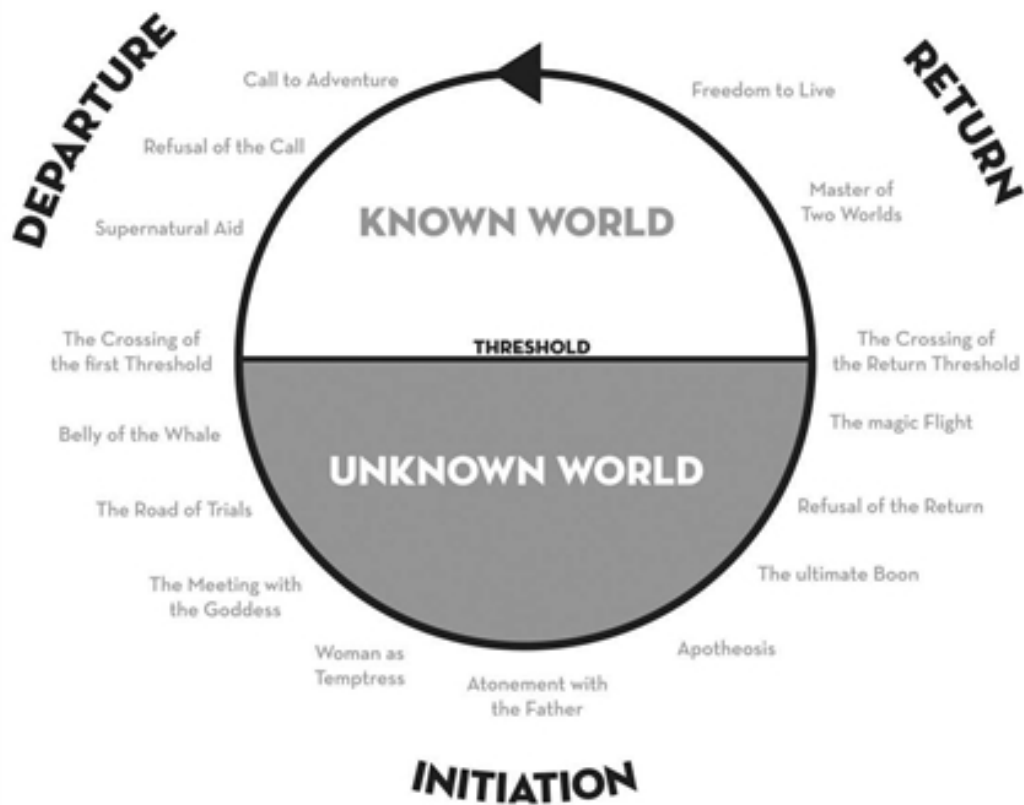 DEPARTURE
Call to Adventure
Refusal of the Call
Supernatural Aid
The Crossing of
the first Threshold
Belly of the Whale
The Road of Trials
The Meeting with
the Goddess
Woman as
Temptress
Atonement with
the Father
INITIATION
Apotheosis
The ultimate Boon
Refusal of the Return
The magic Flight
The Crossing of
the Return Threshold
Master of
Two Worlds
Freedom to Live
RETURN
KNOWN WORLD
THRESHOLD
UNKNOWN WORLD